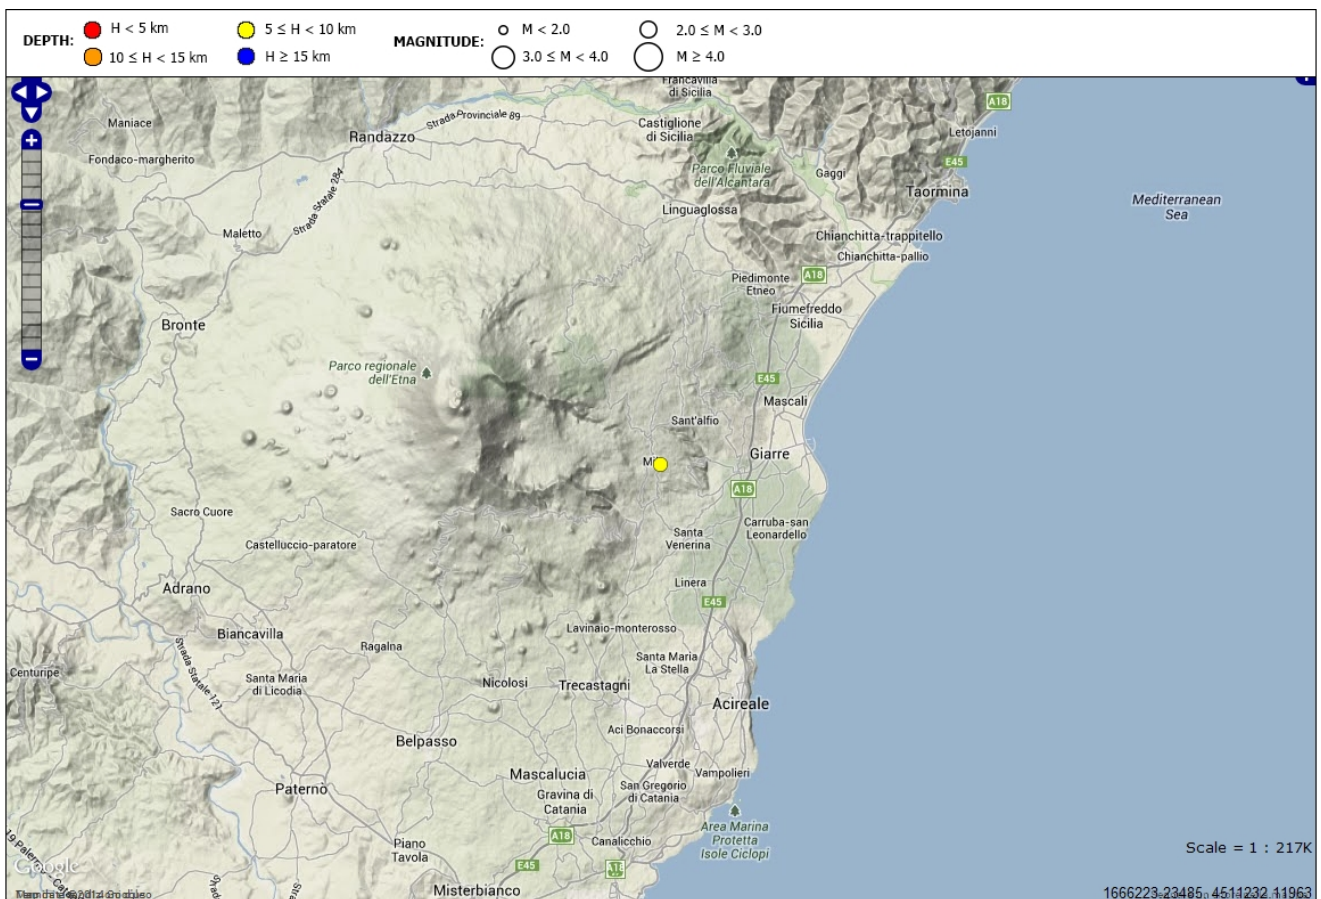 DEPTH:
H < 5 km
5 ≤ H < 10 km
10 ≤ H < 15 km
H ≥ 15 km
MAGNITUDE:
M < 2.0
2.0 ≤ M < 3.0
3.0 ≤ M < 4.0
M ≥ 4.0
Francavilla
di Sicilia
A18
Maniace
Strada Provinciale 89
Castiglione
di Sicilia
Letojanni
Randazzo
Fondaco-margherito
E45
Parco Fluviale
dell'Alcantara
Gaggi
Strada Statale 284
Taormina
Mediterranean
Sea
Linguaglossa
Maletto
Chianchitta-trappitello
Chianchitta-pallio
A18
Piedimonte
Etneo
Fiumefreddo
Sicilia
Bronte
Parco regionale
dell'Etna
E45
Mascali
Sant'alfio
Giarre
A18
Sacro Cuore
Carruba-san
Leonardello
Santa
Venerina
Castelluccio-paratore
Linera
Adrano
E45
Biancavilla
Lavinaio-monterosso
Ragalna
Strada Statale 121
Santa Maria
La Stella
Centuripe
Santa Maria
di Licodia
Nicolosi
Trecastagni
Acireale
Aci Bonaccorsi
Belpasso
Valverde
Vampolieri
Mascalucia
San Gregorio
di Catania
Paternò
Gravina di
Catania
Area Marina
Protetta
Isole Ciclopi
A18
Canalicchio
Piano
Tavola
Scale = 1 : 217K
Google
E45
A18
Misterbianco
1666223.23485, 4511232.11963